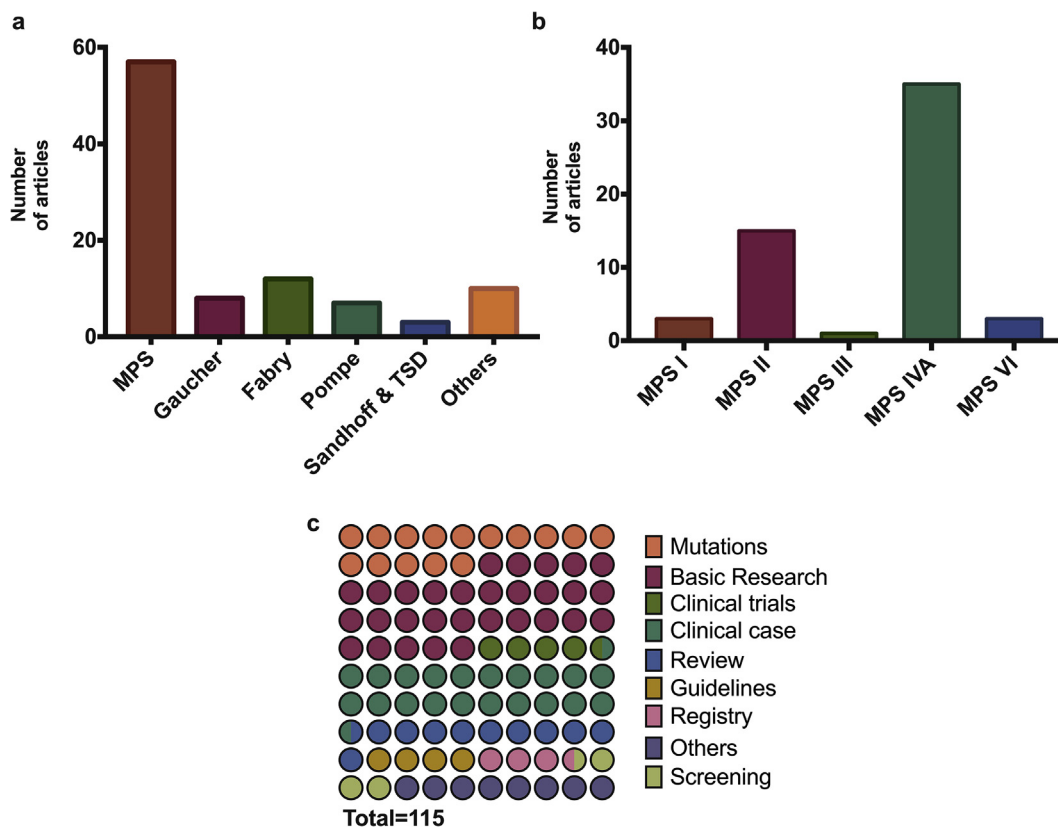 a
Number
of articles
60
40
20
0
MPS
Gaucher
Fabry
Pompe
Sandhoff & TSD
Others
b
Number
of articles
40
30
20
10
0
MPS I
MPS II
MPS III
MPS IVA
MPS VI
c
Mutations
Basic Research
Clinical trials
Clinical case
Review
Guidelines
Registry
Others
Screening
Total=115